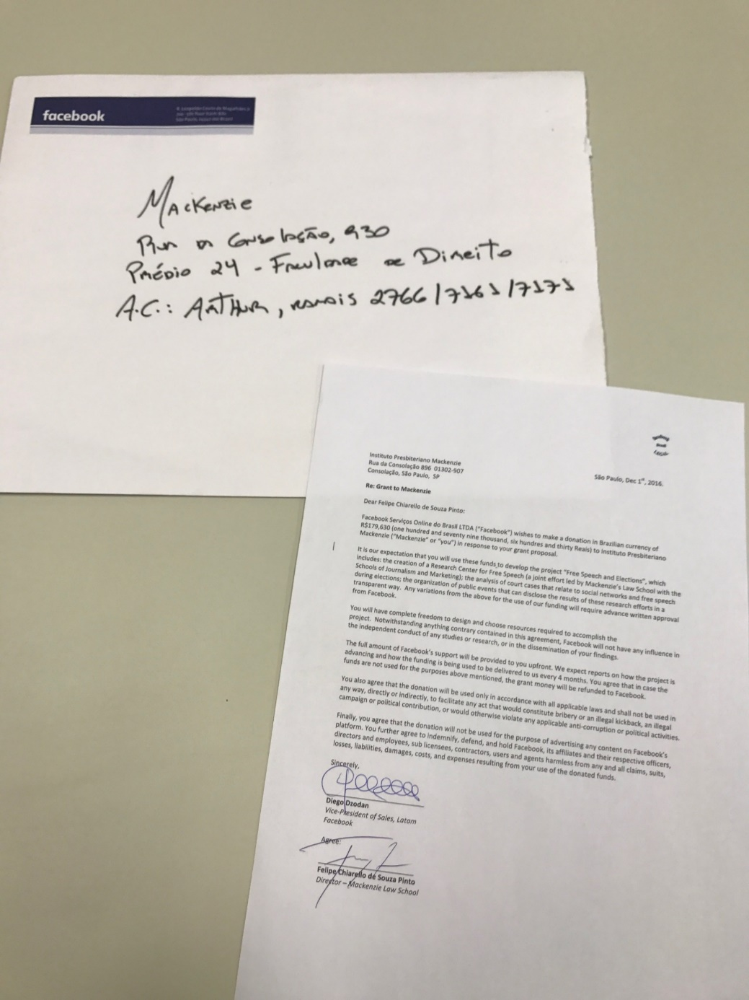 facebook
Mackenzie
Rua da Consolação, 930
Prédio 24 - Faculdade de Direito
A.C.: Arthur, ramais 2766/7161/7171
Instituto Presbiteriano Mackenzie
Rua da Consolação 896 01302-907
Consolação, São Paulo, SP
São Paulo, Dec 1st, 2016.
Re: Grant to Mackenzie
Dear Felipe Chiarello de Souza Pinto:
Facebook Serviços Online do Brasil LTDA ("Facebook") wishes to make a donation in Brazilian currency of
R$179,630 (one hundred and seventy nine thousand, six hundres and thirty Reais) to Instituto Presbiteriano
Mackenzie ("Mackenzie" or "you") in response to your grant proposal.
It is our expectation that you will use these funds to develop the project "Free Speech and Elections", which
includes: the creation of a Research Center for Free Speech (a joint effort led by Mackenzie's Law School with the
Schools of Journalism and Marketing); the analysis of court cases that relate to social networks and free speech
during elections; the organization of public events that can disclose the results of these research efforts in a
transparent way. Any variations from the above for the use of our funding will require advance written approval
from Facebook.
You will have complete freedom to design and choose resources required to accomplish the
project. Notwithstanding anything contrary contained in this agreement, Facebook will not have any influence in
the independent conduct of any studies or research, or in the dissemination of your findings.
The full amount of Facebook's support will be provided to you upfront. We expect reports on how the project is
advancing and how the funding is being used to be delivered to us every 4 months. You agree that in case the
funds are not used for the purposes above mentioned, the grant money will be refunded to Facebook.
You also agree that the donation will be used only in accordance with all applicable laws and shall not be used in
any way, directly or indirectly, to facilitate any act that would constitute bribery or an illegal kickback, an illegal
campaign or political contribution, or would otherwise violate any applicable anti-corruption or political activities.
Finally, you agree that the donation will not be used for the purpose of advertising any content on Facebook's
platform. You further agree to indemnify, defend, and hold Facebook, its affiliates and their respective officers,
directors and employees, sub licensees, contractors, users and agents harmless from any and all claims, suits,
losses, liabilities, damages, costs, and expenses resulting from your use of the donated funds.
Sincerely,
Diego Dzodan
Vice-President of Sales, Latam
Facebook
Agree:
Felipe Chiarello de Souza Pinto
Director – Mackenzie Law School